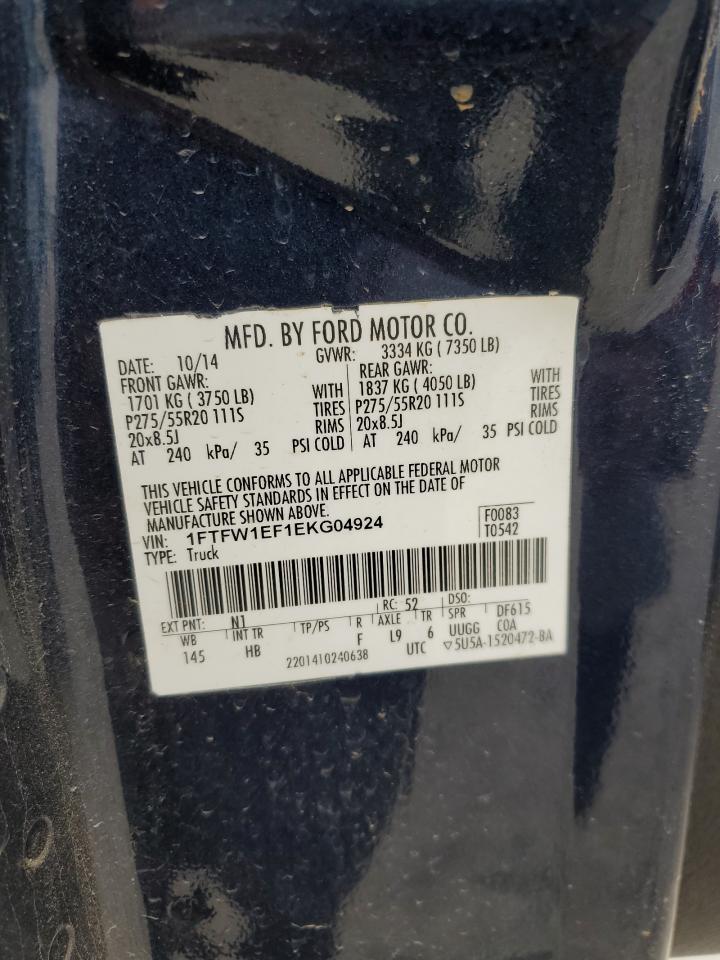 MFD. BY FORD MOTOR CO.
DATE: 10/14 GVWR: 3334 KG ( 7350 LB)
FRONT GAWR: REAR GAWR:
1701 KG ( 3750 LB) WITH 1837 KG ( 4050 LB) WITH
P275/55R20 111S TIRES P275/55R20 111S TIRES
20x8.5J RIMS 20x8.5J RIMS
AT 240 kPa/ 35 PSI COLD AT 240 kPa/ 35 PSI COLD
THIS VEHICLE CONFORMS TO ALL APPLICABLE FEDERAL MOTOR
VEHICLE SAFETY STANDARDS IN EFFECT ON THE DATE OF
MANUFACTURE SHOWN ABOVE.
VIN: 1FTFW1EF1EKG04924 F0083
TYPE: Truck T0542
EXT PNT: N1 RC: 52 DSO:
WB INT TR TP/PS R AXLE TR SPR DF615
145 HB F L9 6 UUGG COA
2201410240638 UTC ▽5U5A-1520472-BA